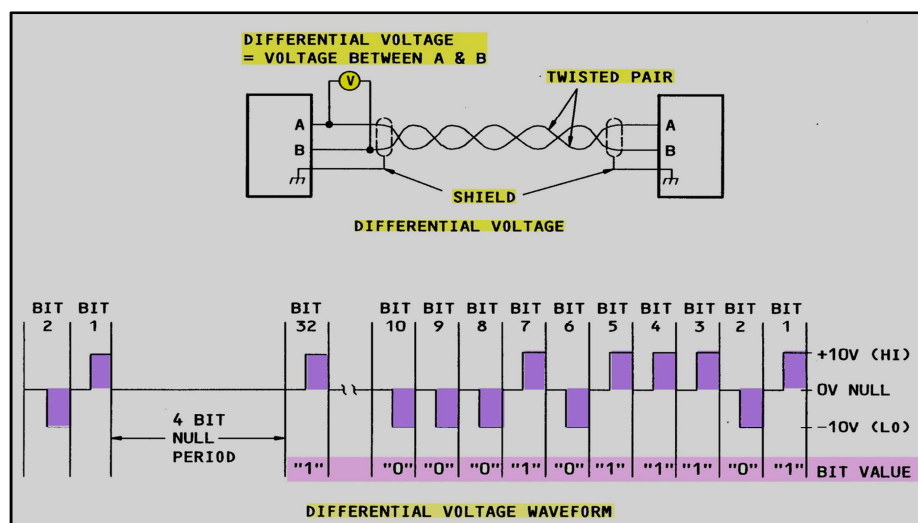 DIFFERENTIAL VOLTAGE
= VOLTAGE BETWEEN A & B
V
TWISTED PAIR
A
A
B
B
SHIELD
DIFFERENTIAL VOLTAGE
BIT BIT BIT BIT BIT BIT BIT BIT BIT BIT BIT BIT BIT
2 1 32 10 9 8 7 6 5 4 3 2 1
+10V (HI)
0V NULL
4 BIT
NULL
PERIOD
-10V (LO)
"1" "0" "0" "0" "1" "0" "1" "1" "1" "0" "1" BIT VALUE
DIFFERENTIAL VOLTAGE WAVEFORM